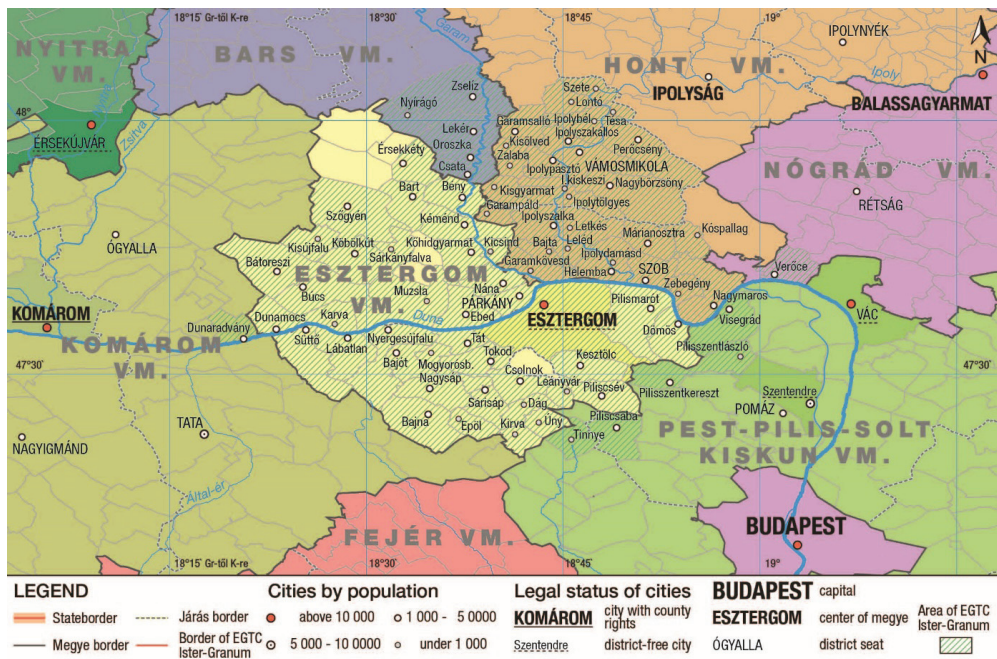 18°15' Gr-től K-re
18°30'
18°45'
19°
NYITRA
VM.
BARS VM.
HONT VM.
IPOLYNYÉK
N
Garam
Ipoly
Zselíz
Szete
IPOLYSÁG
BALASSAGYARMAT
Nyírágó
Lontó
48°
48°
Garamsalló
Ipolybél
Tésa
ÉRSEKÚJVÁR
Zsitva
Lekér
Ipolyszakállos
Oroszka
Kisölved
Perőcsény
Érsekkéty
Zalaba
VÁMOSMIKOLA
NÓGRÁD
VM.
Csata
Ipolypásztó
Ipolykiskeszi
Nagybörzsöny
RÉTSÁG
Bart
Bény
Kisgyarmat
Ipolytölgyes
Szőgyén
Garampáld
Ipolyszalka
Letkés
Kéménd
Kóspallag
ÓGYALLA
Kisújfalu
Köbölkút
Kőhidgyarmat
Kicsind
Bajta
Leléd
Márianosztra
Bátoreszi
Sárkányfalva
Garamkövesd
Ipolydamásd
SZOB
Verőce
ESZTERGOM
VM.
Helemba
Zebegény
Bucs
Muzsla
Nána
PÁRKÁNY
Pilismarót
Nagymaros
KOMÁROM
Dunamocs
Karva
Duna
Ebed
ESZTERGOM
Visegrád
VÁC
Dunaradvány
Dömös
KOMÁROM
VM.
Süttő
Lábatlan
Nyergesújfalu
Tát
Pilisszentlászló
Kesztölc
47°30'
47°30'
Bajót
Mogyorosb.
Tokod
Csolnok
Nagysáp
Leányvár
Piliscsév
Pilisszentkereszt
Szentendre
Sárisáp
Dág
POMÁZ
TATA
Bajna
Epöl
Kirva
Úny
Piliscsaba
NAGYIGMÁND
Tinnye
PEST-PILIS-SOLT
KISKUN VM.
Által-ér
FEJÉR VM.
BUDAPEST
18°15' Gr-től K-re
18°30'
18°45'
19°
LEGEND
Stateborder
Megye border
Járás border
Border of EGTC
Ister-Granum
Cities by population
above 10 000
5 000 - 10 0000
1 000 - 5 0000
under 1 000
Legal status of cities
KOMÁROM
city with county
rights
Szentendre
district-free city
BUDAPEST
capital
ESZTERGOM
center of megye
ÓGYALLA
district seat
Area of EGTC
Ister-Granum